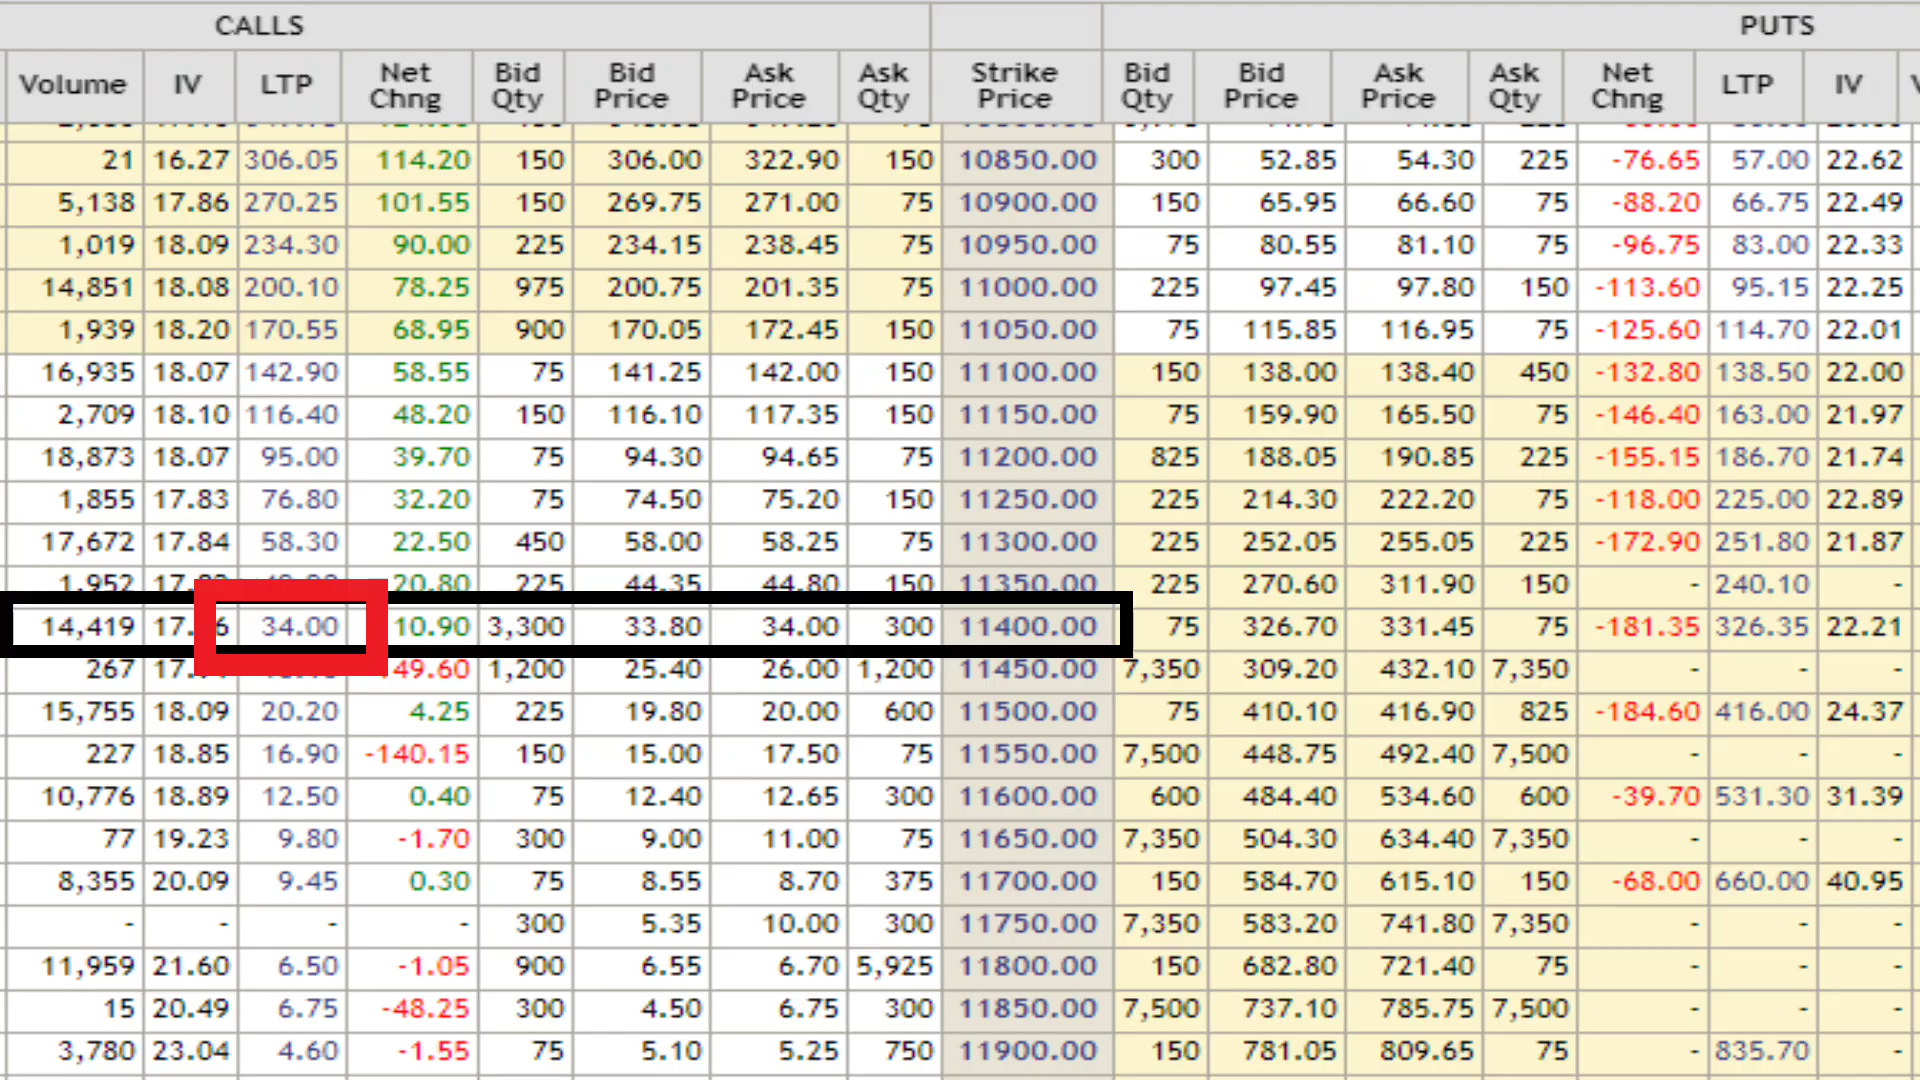 CALLS PUTS
Volume IV LTP Net Chng Bid Qty Bid Price Ask Price Ask Qty Strike Price Bid Qty Bid Price Ask Price Ask Qty Net Chng LTP IV
21 16.27 306.05 114.20 150 306.00 322.90 150 10850.00 300 52.85 54.30 225 -76.65 57.00 22.62
5,138 17.86 270.25 101.55 150 269.75 271.00 75 10900.00 150 65.95 66.60 75 -88.20 66.75 22.49
1,019 18.09 234.30 90.00 225 234.15 238.45 75 10950.00 75 80.55 81.10 75 -96.75 83.00 22.33
14,851 18.08 200.10 78.25 975 200.75 201.35 75 11000.00 225 97.45 97.80 150 -113.60 95.15 22.25
1,939 18.20 170.55 68.95 900 170.05 172.45 150 11050.00 75 115.85 116.95 75 -125.60 114.70 22.01
16,935 18.07 142.90 58.55 75 141.25 142.00 150 11100.00 150 138.00 138.40 450 -132.80 138.50 22.00
2,709 18.10 116.40 48.20 150 116.10 117.35 150 11150.00 75 159.90 165.50 75 -146.40 163.00 21.97
18,873 18.07 95.00 39.70 75 94.30 94.65 75 11200.00 825 188.05 190.85 225 -155.15 186.70 21.74
1,855 17.83 76.80 32.20 75 74.50 75.20 150 11250.00 225 214.30 222.20 75 -118.00 225.00 22.89
17,672 17.84 58.30 22.50 450 58.00 58.25 75 11300.00 225 252.05 255.05 225 -172.90 251.80 21.87
1,952 20.80 225 44.35 44.80 150 11350.00 225 270.60 311.90 150 - 240.10 -
14,419 34.00 10.90 3,300 33.80 34.00 300 11400.00 75 326.70 331.45 75 -181.35 326.35 22.21
267 49.60 1,200 25.40 26.00 1,200 11450.00 7,350 309.20 432.10 7,350 - - -
15,755 18.09 20.20 4.25 225 19.80 20.00 600 11500.00 75 410.10 416.90 825 -184.60 416.00 24.37
227 18.85 16.90 -140.15 150 15.00 17.50 75 11550.00 7,500 448.75 492.40 7,500 - - -
10,776 18.89 12.50 0.40 75 12.40 12.65 300 11600.00 600 484.40 534.60 600 -39.70 531.30 31.39
77 19.23 9.80 -1.70 300 9.00 11.00 75 11650.00 7,350 504.30 634.40 7,350 - - -
8,355 20.09 9.45 0.30 75 8.55 8.70 375 11700.00 150 584.70 615.10 150 -68.00 660.00 40.95
- - - - 300 5.35 10.00 300 11750.00 7,350 583.20 741.80 7,350 - - -
11,959 21.60 6.50 -1.05 900 6.55 6.70 5,925 11800.00 150 682.80 721.40 75 - - -
15 20.49 6.75 -48.25 300 4.50 6.75 300 11850.00 7,500 737.10 785.75 7,500 - - -
3,780 23.04 4.60 -1.55 75 5.10 5.25 750 11900.00 150 781.05 809.65 75 - 835.70 -